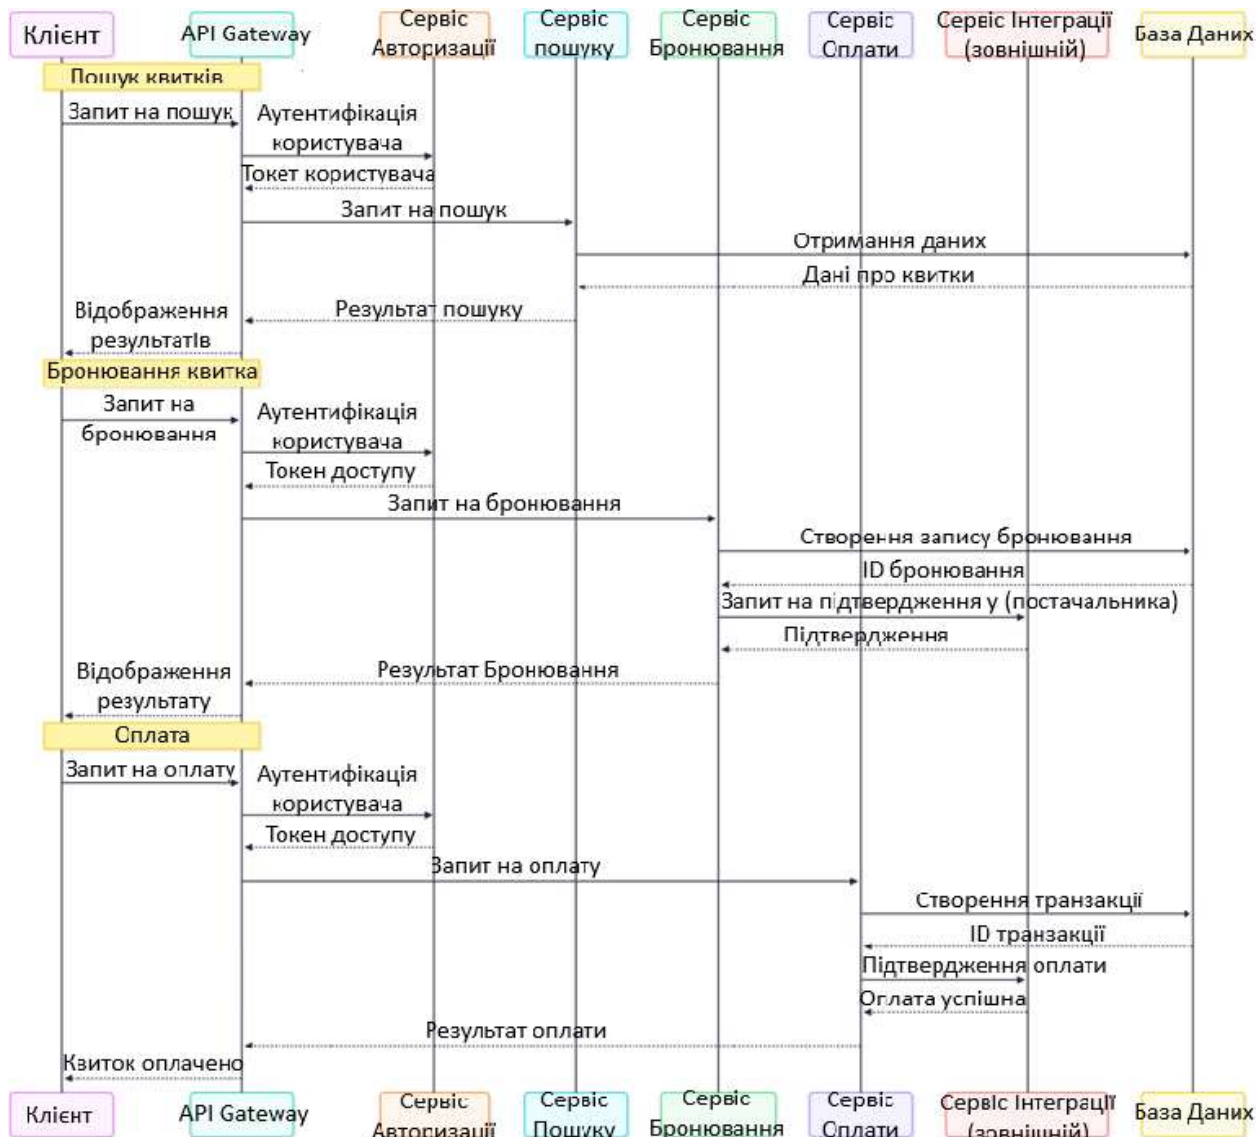 Клієнт
API Gateway
Сервіс
Авторизації
Сервіс
пошуку
Сервіс
Бронювання
Сервіс
Оплати
Сервіс Інтеграції
(зовнішній)
База Даних
Пошук квитків
Запит на пошук
Аутентифікація
користувача
Токет користувача
Запит на пошук
Отримання даних
Дані про квитки
Результат пошуку
Відображення
результатів
Бронювання квитка
Запит на
бронювання
Аутентифікація
користувача
Токен доступу
Запит на бронювання
Створення запису бронювання
ID бронювання
Запит на підтвердження у (постачальника)
Підтвердження
Результат Бронювання
Відображення
результату
Оплата
Запит на оплату
Аутентифікація
користувача
Токен доступу
Запит на оплату
Створення транзакції
ID транзакції
Підтвердження оплати
Оплата успішна
Результат оплати
Квиток оплачено
Клієнт
API Gateway
Сервіс
Авторизації
Сервіс
Пошуку
Сервіс
Бронювання
Сервіс
Сплати
Сервіс Інтеграції
(зовнішній)
База Даних